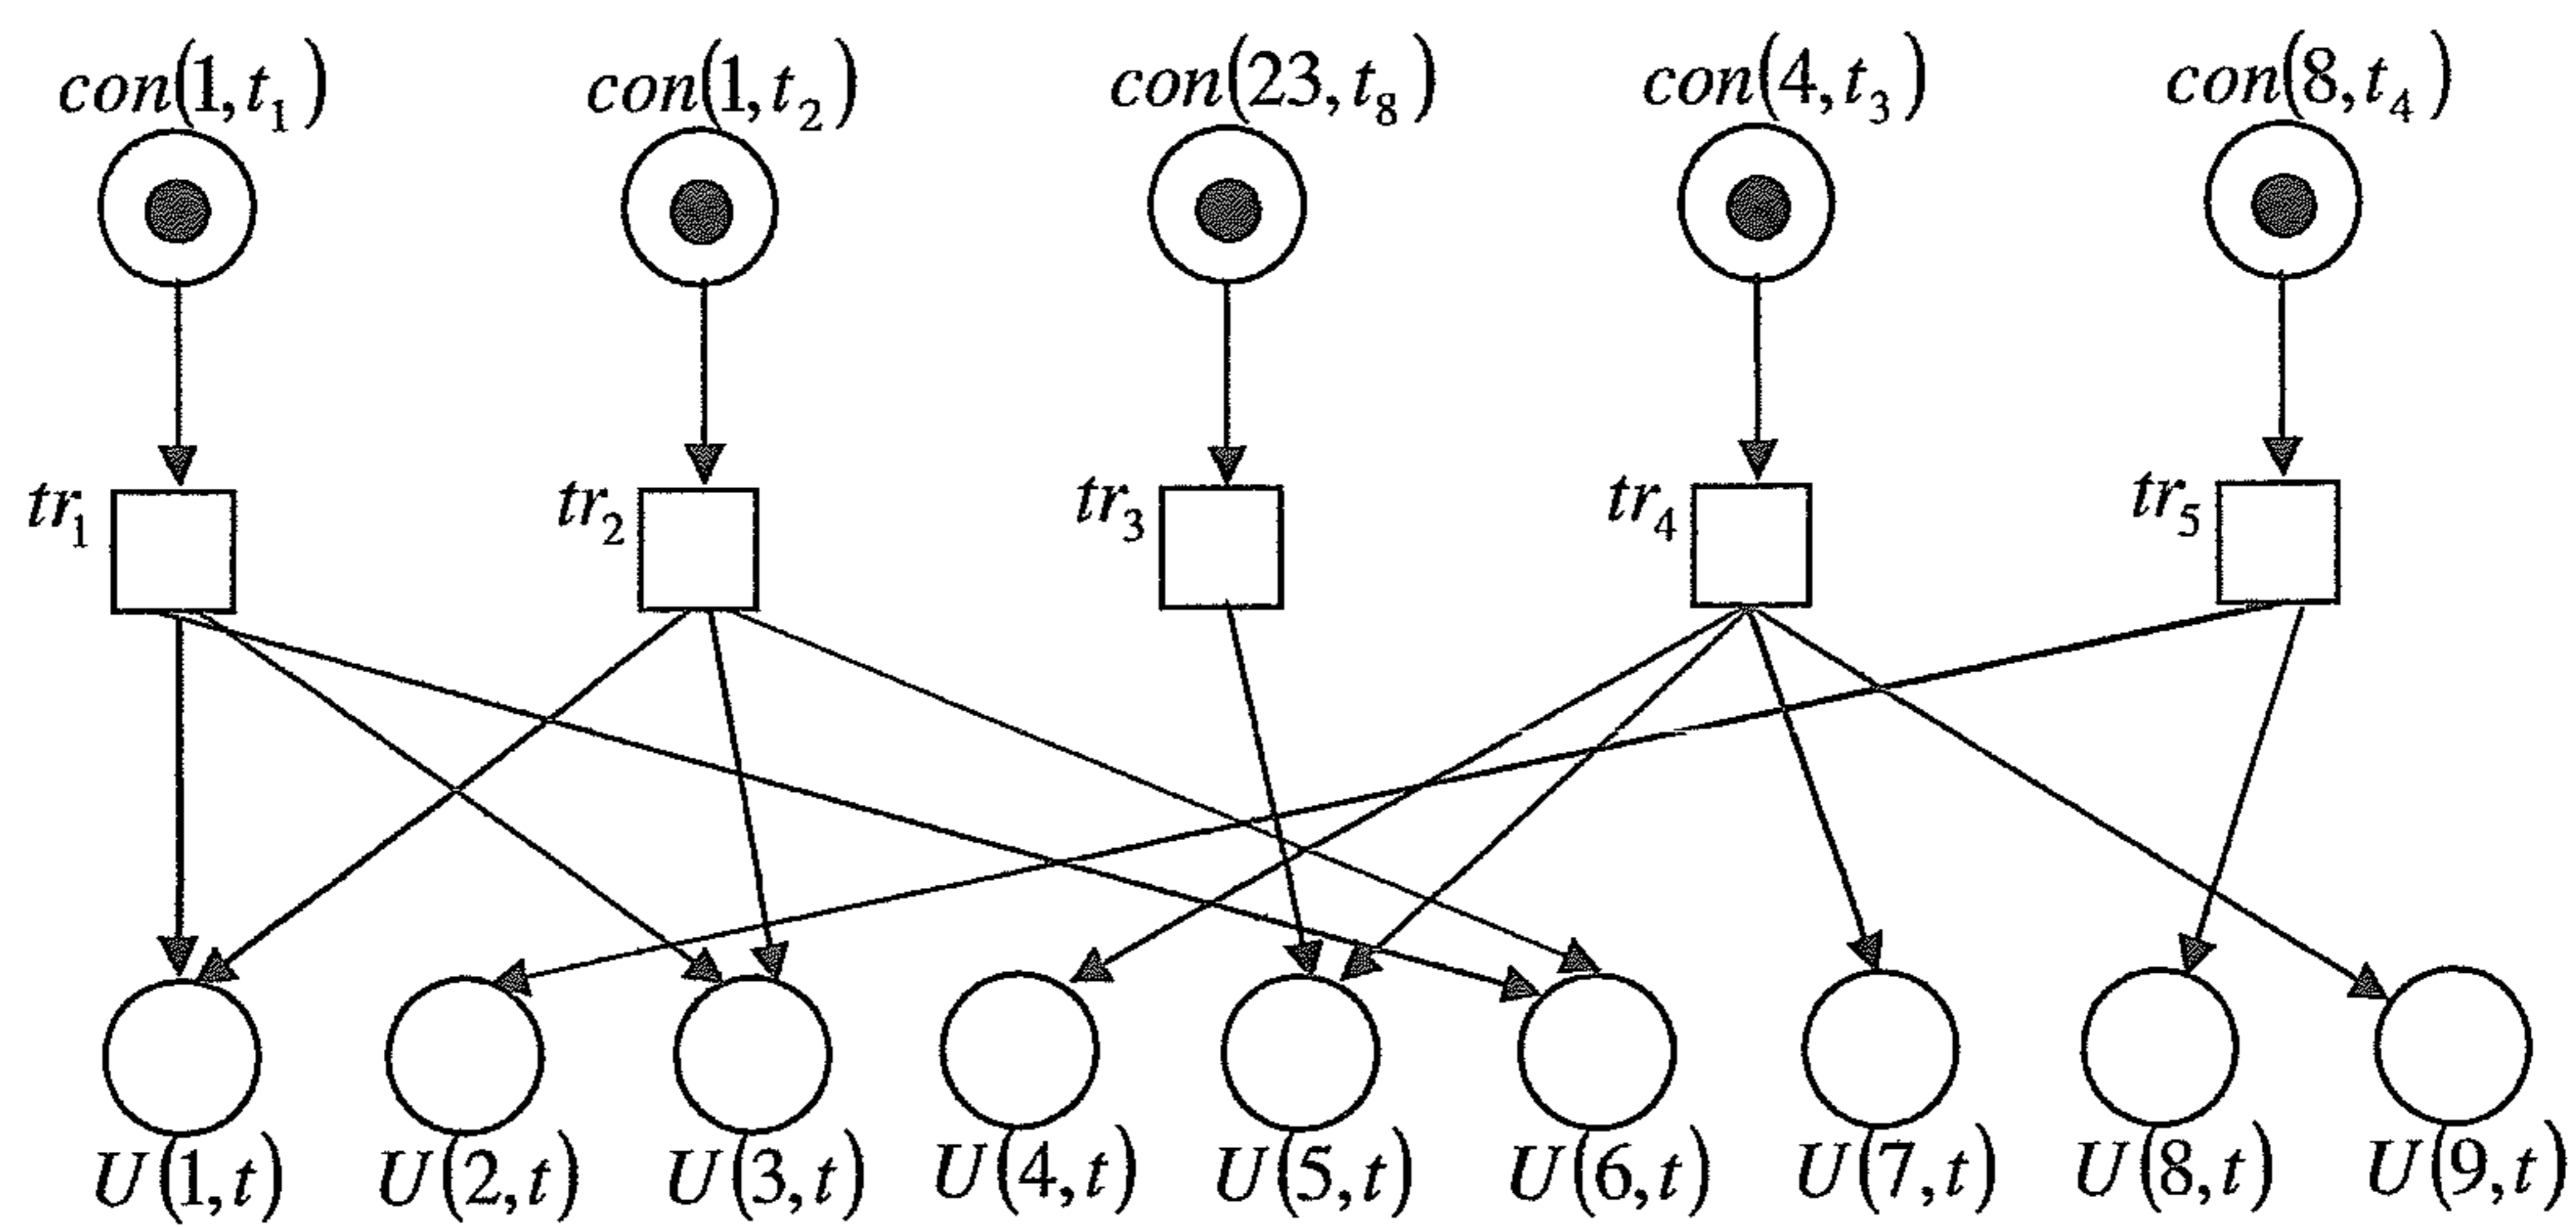 con(1,t₁) con(1,t₂) con(23,t₈) con(4,t₃) con(8,t₄)
tr₁ tr₂ tr₃ tr₄ tr₅
U(1,t) U(2,t) U(3,t) U(4,t) U(5,t) U(6,t) U(7,t) U(8,t) U(9,t)